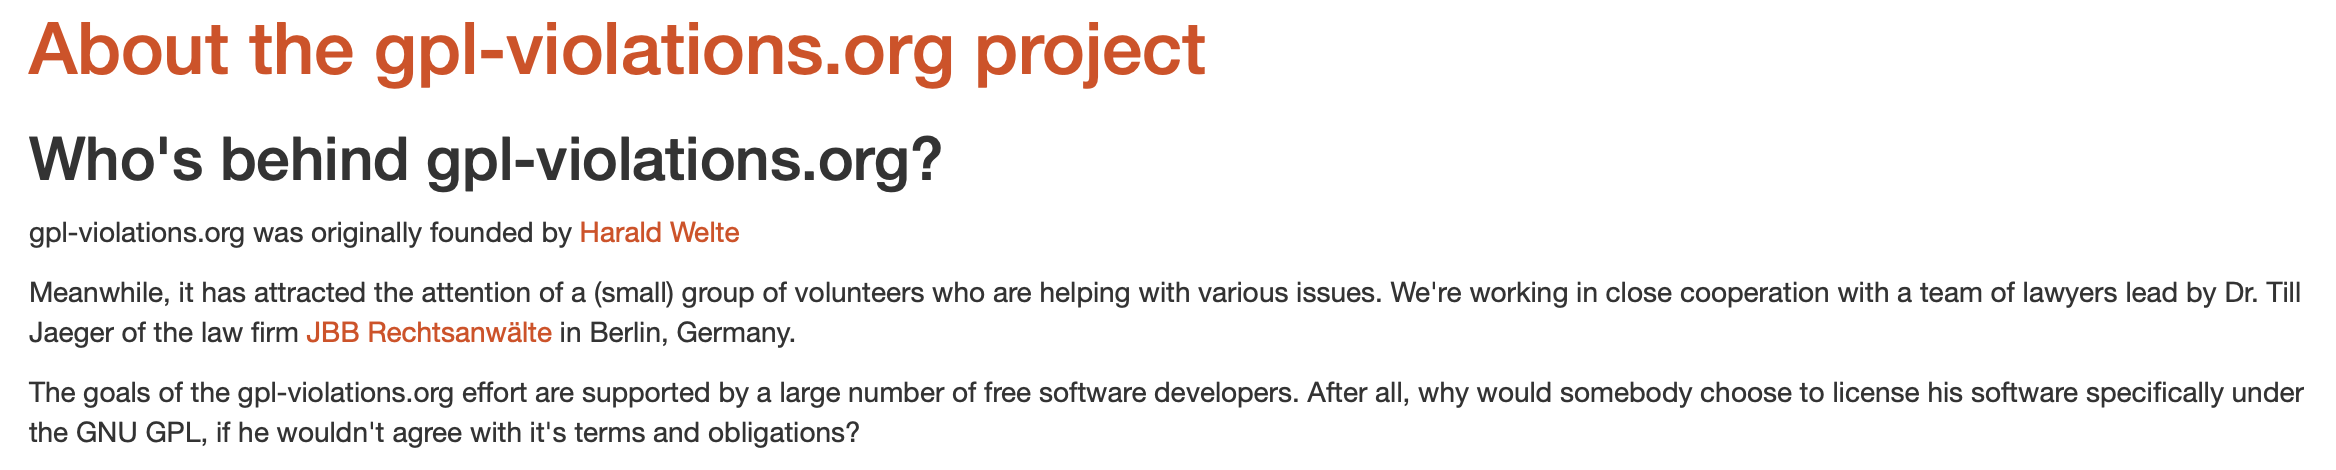 About the gpl-violations.org project
Who's behind gpl-violations.org?
gpl-violations.org was originally founded by Harald Welte
Meanwhile, it has attracted the attention of a (small) group of volunteers who are helping with various issues. We're working in close cooperation with a team of lawyers lead by Dr. Till
Jaeger of the law firm JBB Rechtsanwälte in Berlin, Germany.
The goals of the gpl-violations.org effort are supported by a large number of free software developers. After all, why would somebody choose to license his software specifically under
the GNU GPL, if he wouldn't agree with it's terms and obligations?